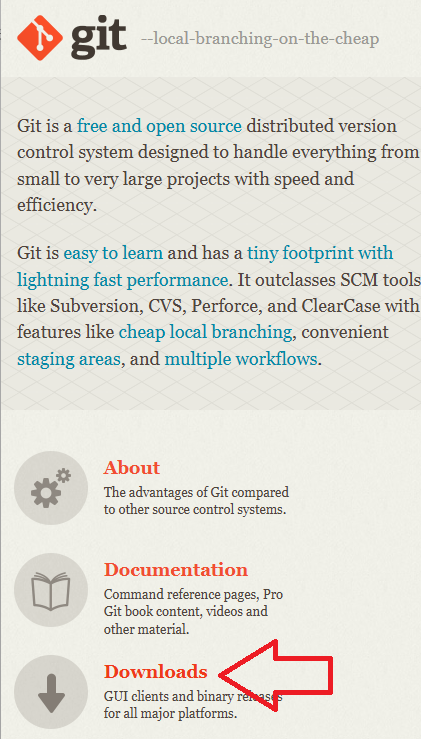 git --local-branching-on-the-cheap
Git is a free and open source distributed version
control system designed to handle everything from
small to very large projects with speed and
efficiency.
Git is easy to learn and has a tiny footprint with
lightning fast performance. It outclasses SCM tools
like Subversion, CVS, Perforce, and ClearCase with
features like cheap local branching, convenient
staging areas, and multiple workflows.
About
The advantages of Git compared
to other source control systems.
Documentation
Command reference pages, Pro
Git book content, videos and
other material.
Downloads
GUI clients and binary releases
for all major platforms.